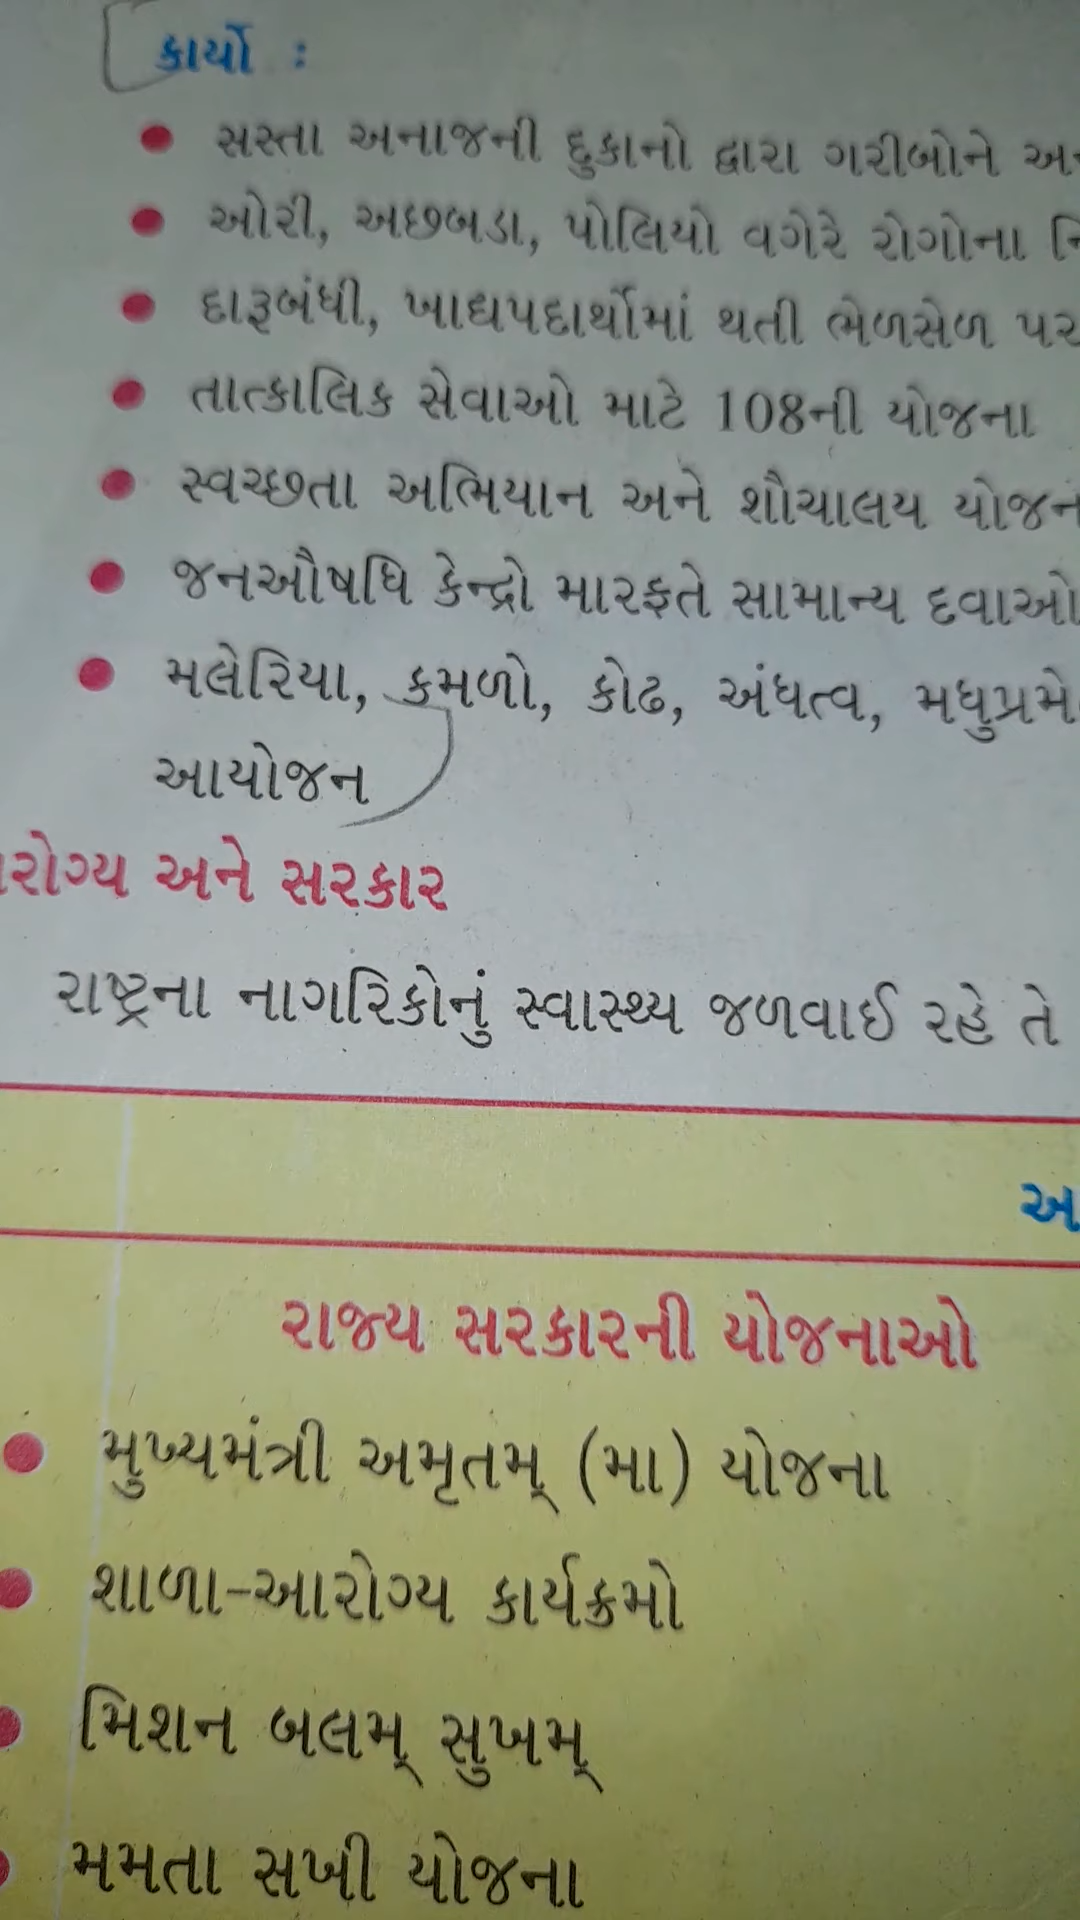 કાર્યો :
• સસ્તા અનાજની દુકાનો દ્વારા ગરીબોને
• ઓરી, અછબડા, પોલિયો વગેરે રોગોના
• દારૂબંધી, ખાદ્યપદાર્થોમાં થતી ભેળસેળ પર
• તાત્કાલિક સેવાઓ માટે 108ની યોજના
• સ્વચ્છતા અભિયાન અને શૌચાલય
• જનઔષધિ કેન્દ્રો મારફતે સામાન્ય દવાઓ
• મલેરિયા, કમળો, કોઢ, અંધત્વ,
આયોજન
રોગ્ય અને સરકાર
રાષ્ટ્રના નાગરિકોનું સ્વાસ્થ્ય જળવાઈ રહે તે
અ
રાજ્ય સરકારની યોજનાઓ
• મુખ્યમંત્રી અમૃતમ્ (મા) યોજના
• શાળા-આરોગ્ય કાર્યક્રમો
• મિશન બલમ્ સુખમ્
• મમતા સખી યોજના